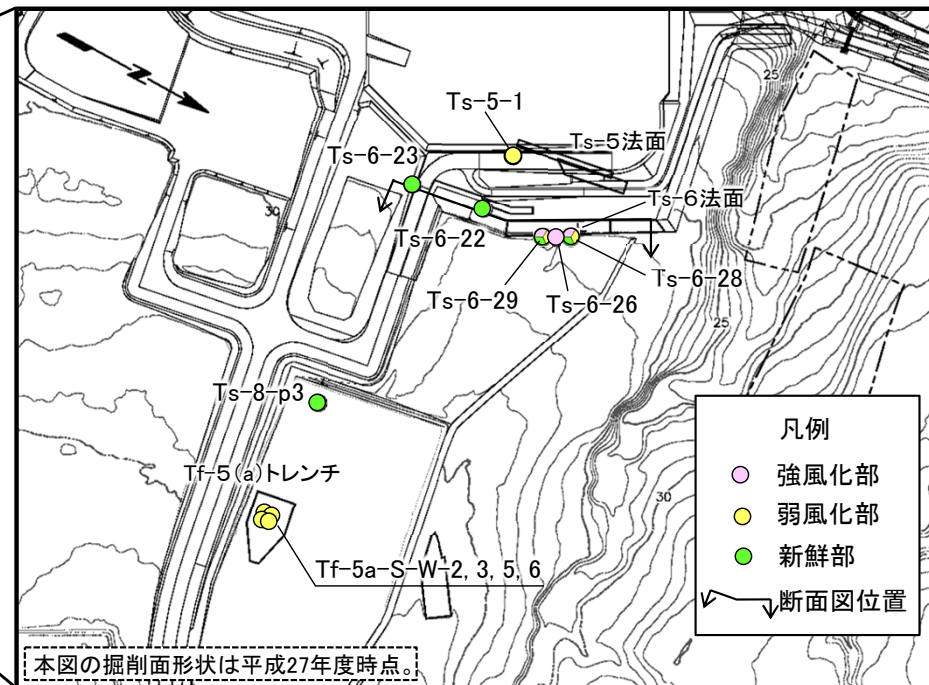 N
25
Ts-5-1
Ts-5法面
Ts-6-23
30
Ts-6法面
Ts-6-22
Ts-6-28
Ts-6-29
Ts-6-26
25
Ts-8-p3
凡例
Tf-5(a)トレンチ
強風化部
30
弱風化部
新鮮部
Tf-5a-S-W-2, 3, 5, 6
断面図位置
本図の掘削面形状は平成27年度時点。